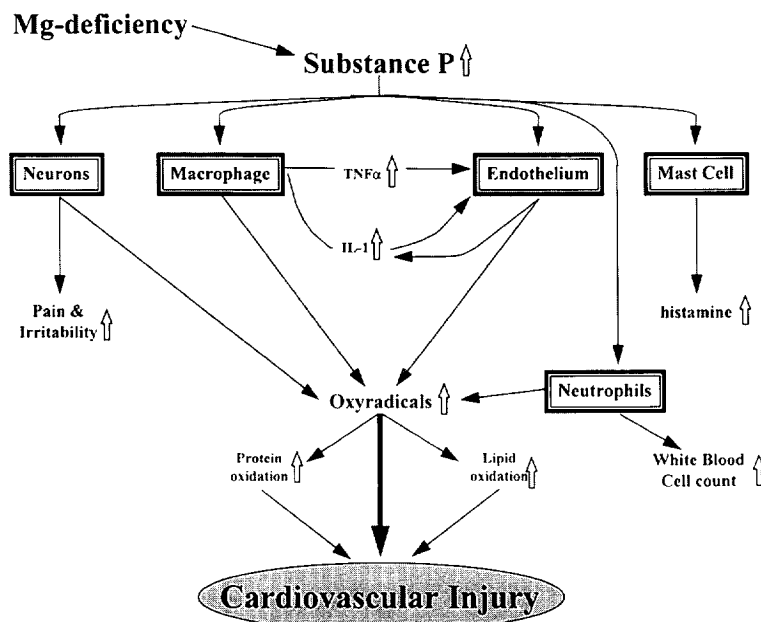 Mg-deficiency
Substance P
Neurons
Macrophage
TNFα
Endothelium
Mast Cell
IL-1
Pain &
Irritability
histamine
Oxyradicals
Neutrophils
Protein
oxidation
Lipid
oxidation
White Blood
Cell count
Cardiovascular Injury